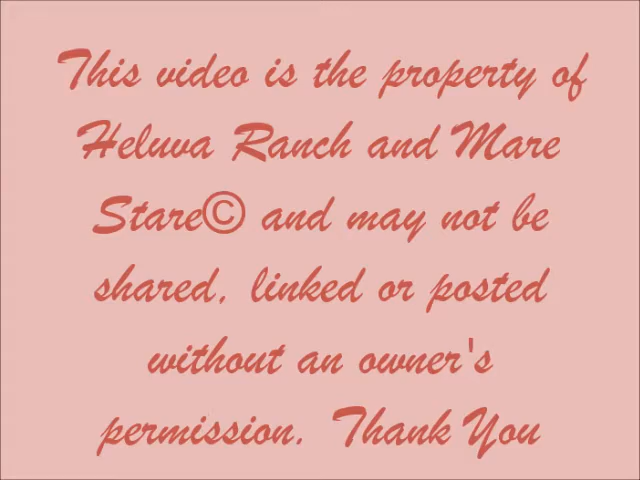 This video is the property of
Heluva Ranch and Mare
Stare© and may not be
shared, linked or posted
without an owner's
permission. Thank You